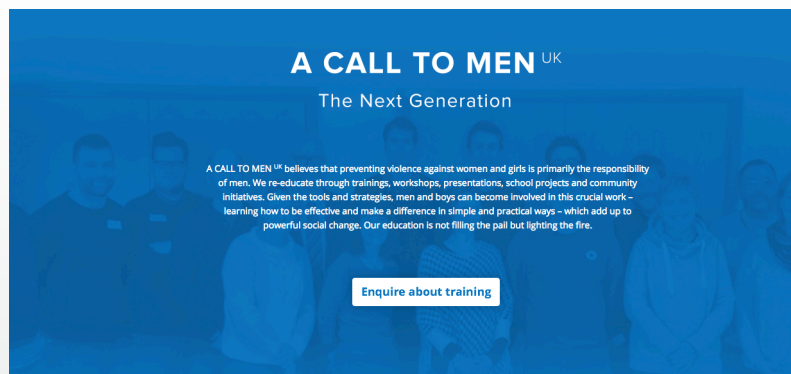 A CALL TO MEN UK
The Next Generation
A CALL TO MEN UK believes that preventing violence against women and girls is primarily the responsibility
of men. We re-educate through trainings, workshops, presentations, school projects and community
initiatives. Given the tools and strategies, men and boys can become involved in this crucial work –
learning how to be effective and make a difference in simple and practical ways – which add up to
powerful social change. Our education is not filling the pail but lighting the fire.
Enquire about training